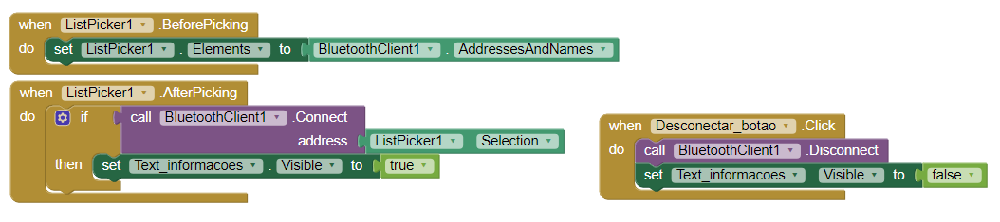 when ListPicker1 .BeforePicking
do set ListPicker1 . Elements to BluetoothClient1 . AddressesAndNames
when ListPicker1 .AfterPicking
do if call BluetoothClient1 .Connect
address ListPicker1 . Selection
then set Text_informacoes . Visible to true
when Desconectar_botao .Click
do call BluetoothClient1 .Disconnect
set Text_informacoes . Visible to false